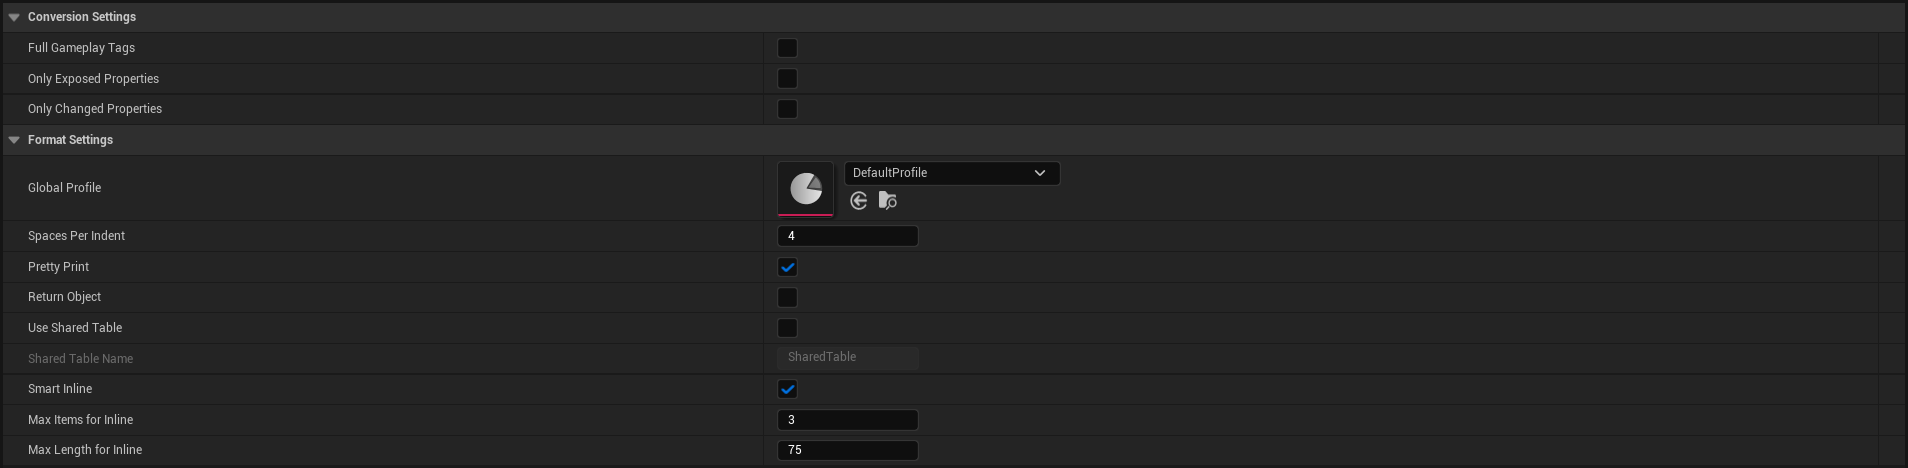 Conversion Settings
Full Gameplay Tags
Only Exposed Properties
Only Changed Properties
Format Settings
Global Profile
DefaultProfile
Spaces Per Indent
4
Pretty Print
Return Object
Use Shared Table
Shared Table Name
SharedTable
Smart Inline
Max Items for Inline
3
Max Length for Inline
75